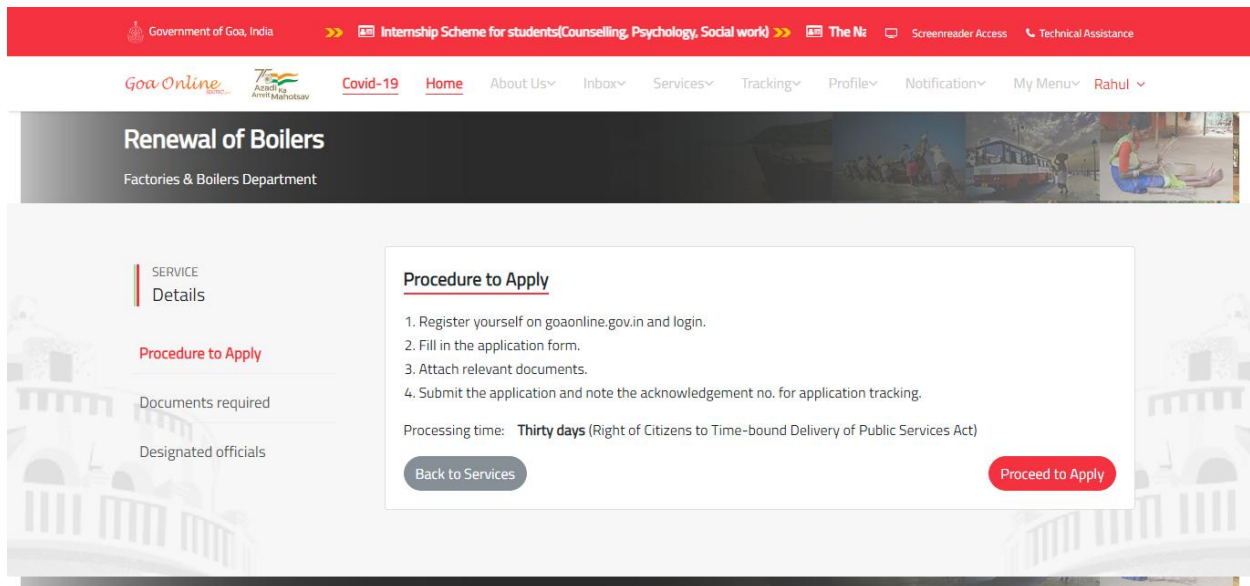 Government of Goa, India
Internship Scheme for students(Counselling, Psychology, Social work)
The Na
Screenreader Access
Technical Assistance
Goa Online
75
Azadi Ka
Amrit Mahotsav
Covid-19
Home
About Us
Inbox
Services
Tracking
Profile
Notification
My Menu
Rahul
Renewal of Boilers
Factories & Boilers Department
SERVICE
Details
Procedure to Apply
Documents required
Designated officials
Procedure to Apply
1. Register yourself on goaonline.gov.in and login.
2. Fill in the application form.
3. Attach relevant documents.
4. Submit the application and note the acknowledgement no. for application tracking.
Processing time: Thirty days (Right of Citizens to Time-bound Delivery of Public Services Act)
Back to Services
Proceed to Apply